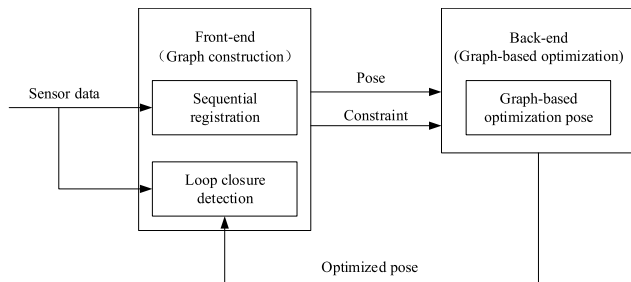 Front-end
（Graph construction）
Sensor data
Sequential
registration
Loop closure
detection
Pose
Constraint
Back-end
(Graph-based optimization)
Graph-based
optimization pose
Optimized pose